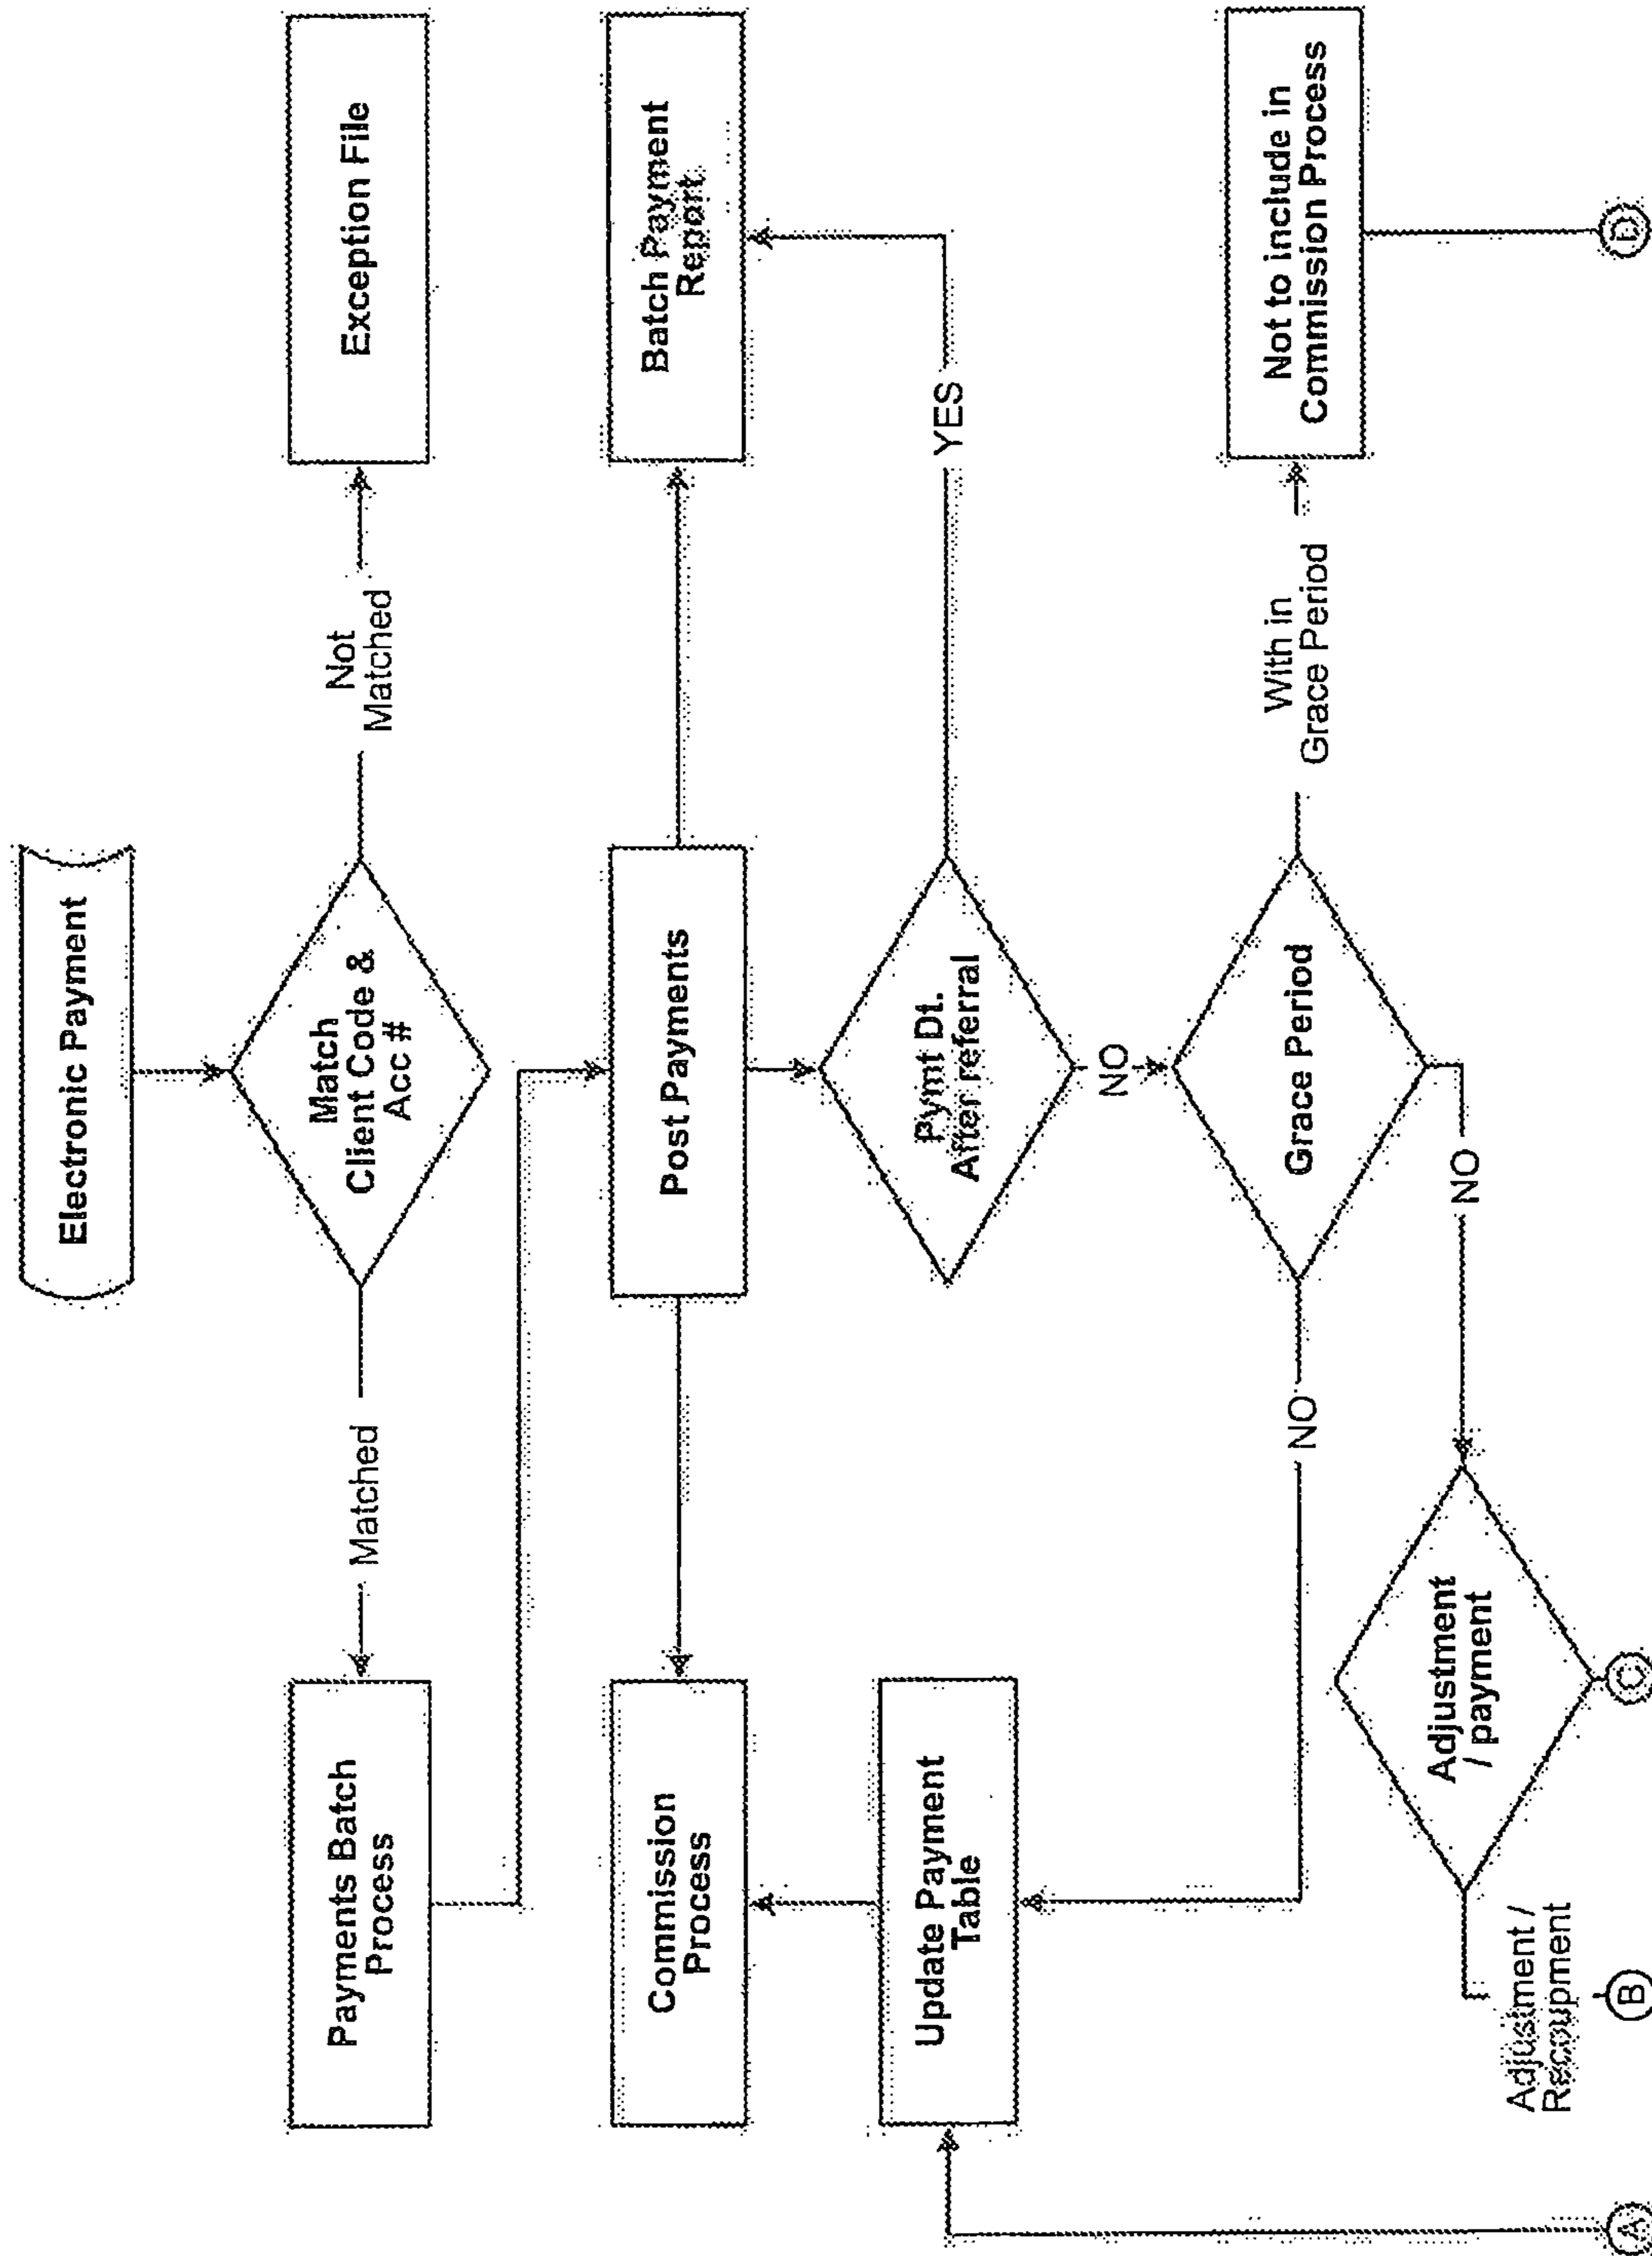 Electronic Payment
Match
Client Code &
Acc #
Matched
Not
Matched
Payments Batch
Process
Exception File
Commission
Process
Post Payments
Batch Payment
Report
Update Payment
Table
Pymt Dt.
After referral
YES
NO
Grace Period
NO
With in
Grace Period
Not to include in
Commission Process
NO
Adjustment
/ payment
Adjustment /
Recoupment
A
B
C
D